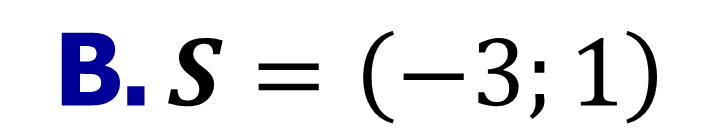 B. S = (−3; 1)